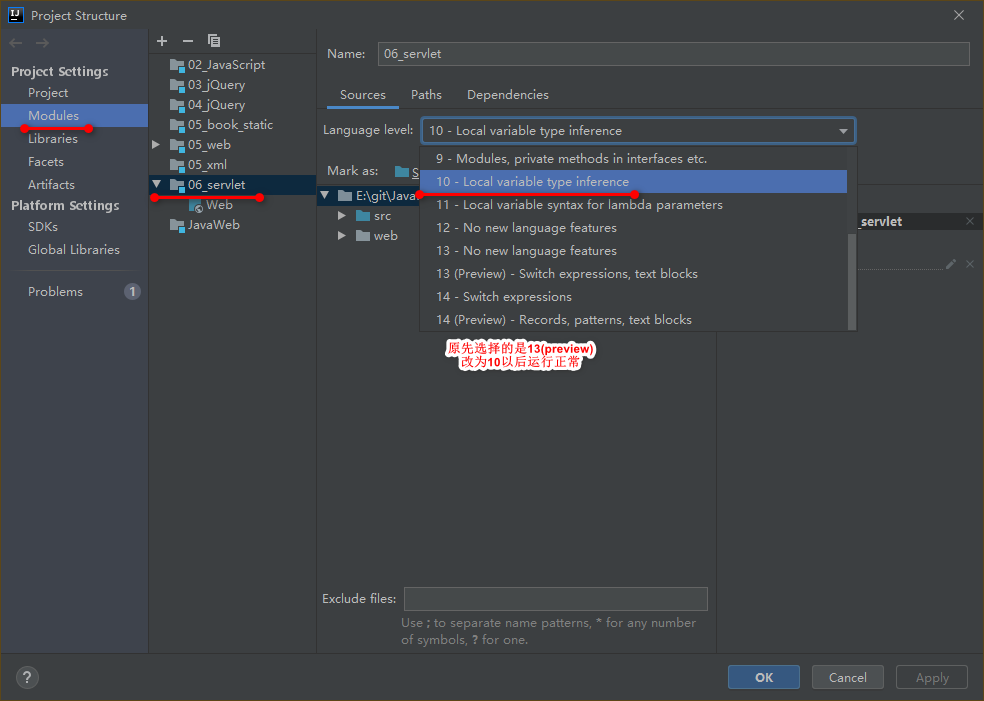 Project Structure
Project Settings
Project
Modules
Libraries
Facets
Artifacts
Platform Settings
SDKs
Global Libraries
Problems
1
02_JavaScript
03_jQuery
04_jQuery
05_book_static
05_web
05_xml
06_servlet
Web
JavaWeb
Name:
06_servlet
Sources
Paths
Dependencies
Language level:
10 - Local variable type inference
9 - Modules, private methods in interfaces etc.
10 - Local variable type inference
11 - Local variable syntax for lambda parameters
12 - No new language features
13 - No new language features
13 (Preview) - Switch expressions, text blocks
14 - Switch expressions
14 (Preview) - Records, patterns, text blocks
Mark as:
S
E:\git\Java
src
web
_servlet
原先选择的是13(preview)
改为10以后运行正常
Exclude files:
Use ; to separate name patterns, * for any number
of symbols, ? for one.
?
OK
Cancel
Apply